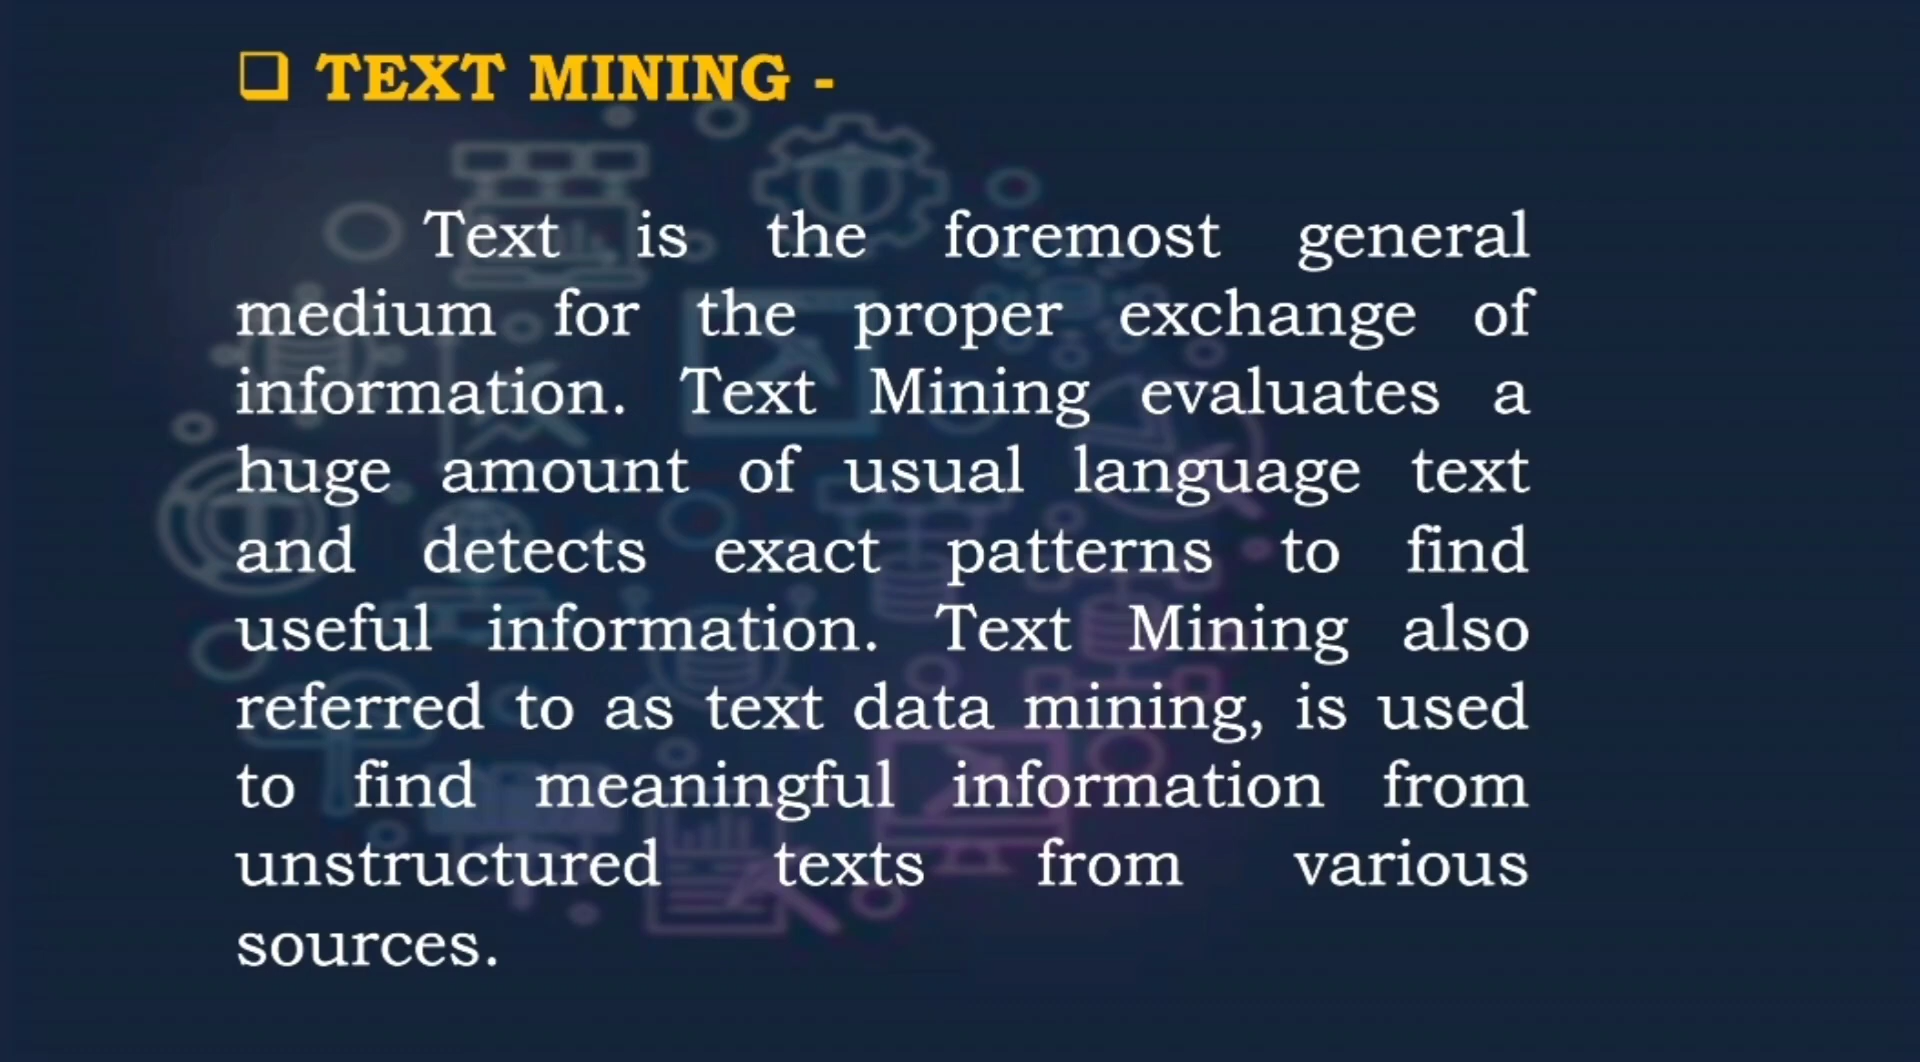 ❑ TEXT MINING -
Text is the foremost general
medium for the proper exchange of
information. Text Mining evaluates a
huge amount of usual language text
and detects exact patterns to find
useful information. Text Mining also
referred to as text data mining, is used
to find meaningful information from
unstructured texts from various
sources.